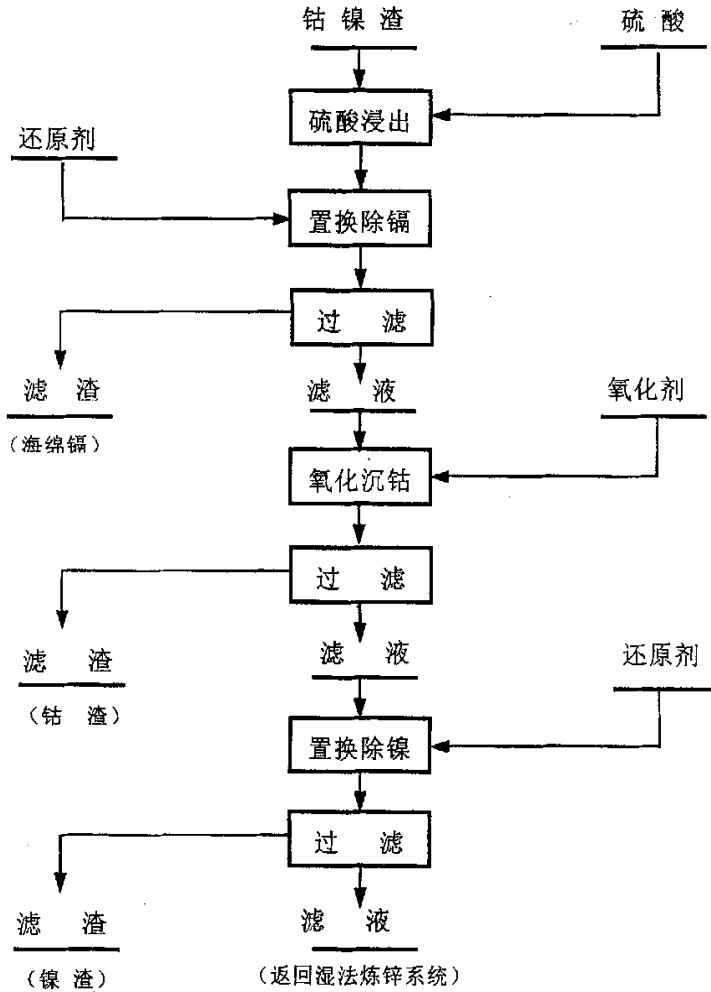 钴镍渣
硫酸
硫酸浸出
还原剂
置换除镉
过滤
滤渣
(海绵镉)
滤液
氧化剂
氧化沉钴
过滤
滤渣
(钴渣)
滤液
还原剂
置换除镍
过滤
滤渣
(镍渣)
滤液
(返回湿法炼锌系统)